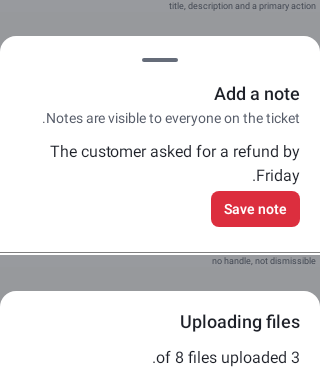 title, description and a primary action
Add a note
.Notes are visible to everyone on the ticket
The customer asked for a refund by
.Friday
Save note
no handle, not dismissible
Uploading files
.of 8 files uploaded 3